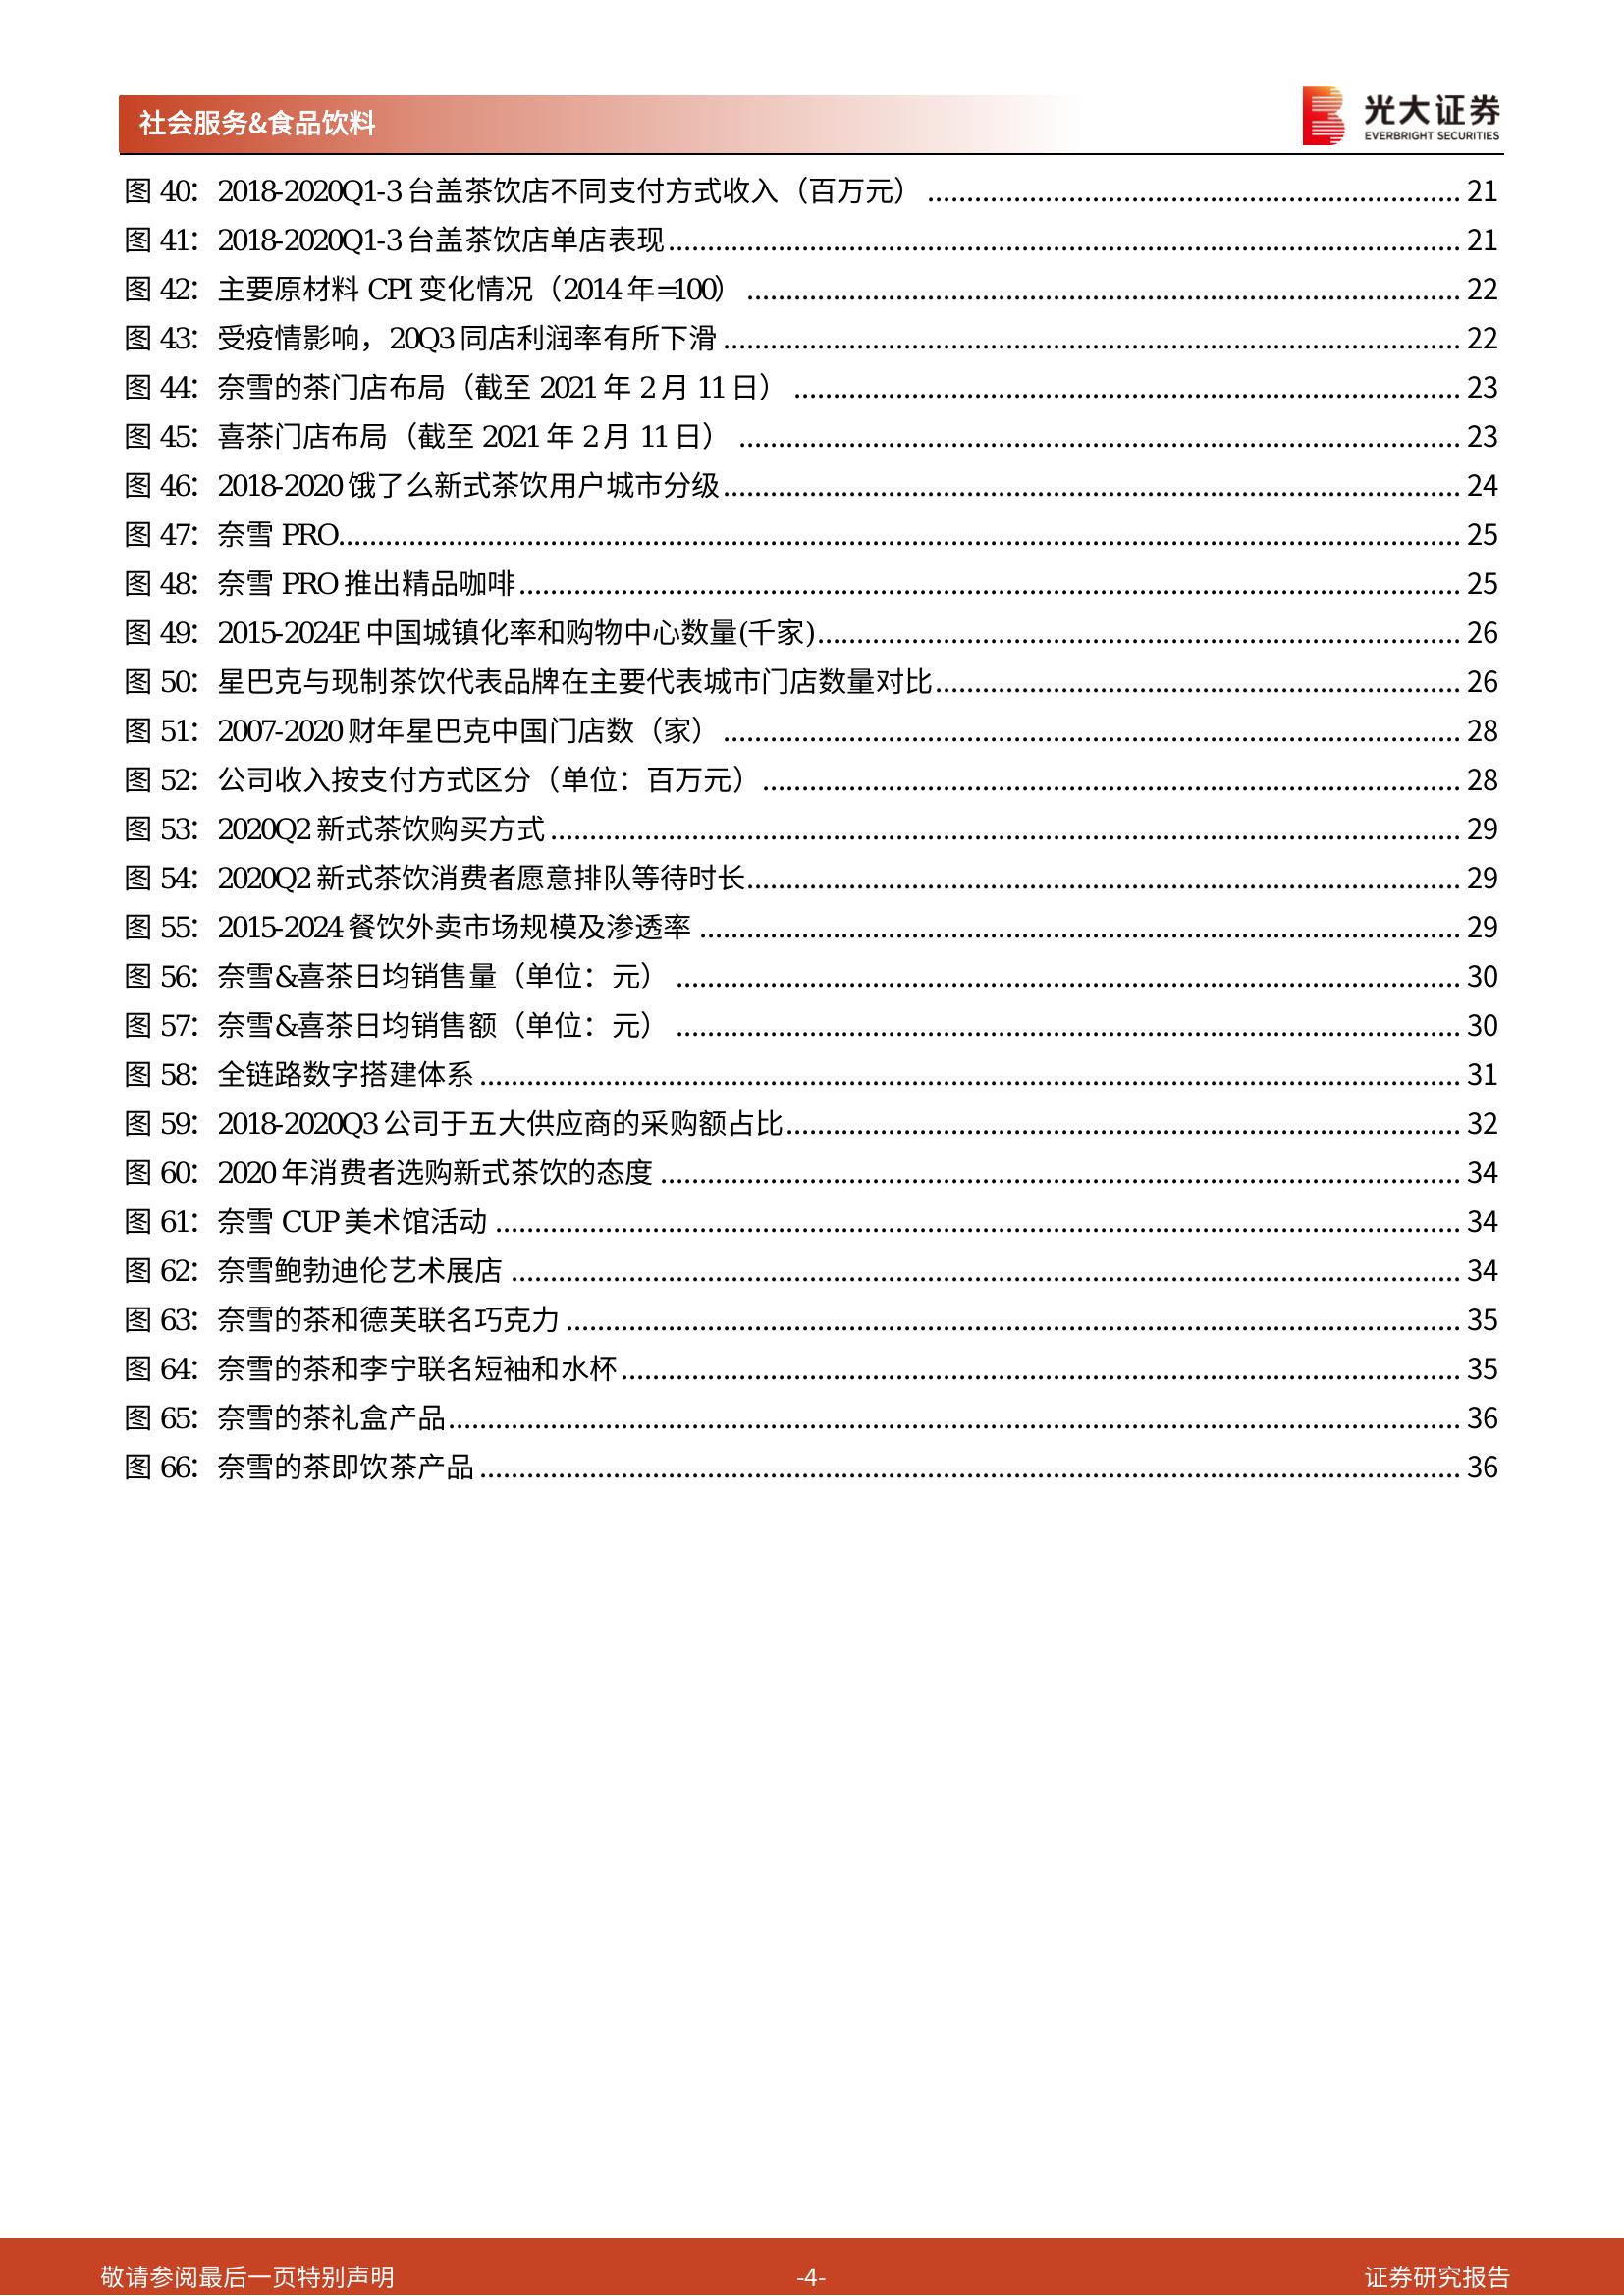 社会服务&食品饮料
光大证券
EVERBRIGHT SECURITIES
图 40：2018-2020Q1-3 台盖茶饮店不同支付方式收入（百万元） 21
图 41：2018-2020Q1-3 台盖茶饮店单店表现 21
图 42：主要原材料 CPI 变化情况（2014 年=100） 22
图 43：受疫情影响，20Q3 同店利润率有所下滑 22
图 44：奈雪的茶门店布局（截至 2021 年 2 月 11 日） 23
图 45：喜茶门店布局（截至 2021 年 2 月 11 日） 23
图 46：2018-2020 饿了么新式茶饮用户城市分级 24
图 47：奈雪 PRO 25
图 48：奈雪 PRO 推出精品咖啡 25
图 49：2015-2024E 中国城镇化率和购物中心数量(千家) 26
图 50：星巴克与现制茶饮代表品牌在主要代表城市门店数量对比 26
图 51：2007-2020 财年星巴克中国门店数（家） 28
图 52：公司收入按支付方式区分（单位：百万元） 28
图 53：2020Q2 新式茶饮购买方式 29
图 54：2020Q2 新式茶饮消费者愿意排队等待时长 29
图 55：2015-2024 餐饮外卖市场规模及渗透率 29
图 56：奈雪&喜茶日均销售量（单位：元） 30
图 57：奈雪&喜茶日均销售额（单位：元） 30
图 58：全链路数字搭建体系 31
图 59：2018-2020Q3 公司于五大供应商的采购额占比 32
图 60：2020 年消费者选购新式茶饮的态度 34
图 61：奈雪 CUP 美术馆活动 34
图 62：奈雪鲍勃迪伦艺术展店 34
图 63：奈雪的茶和德芙联名巧克力 35
图 64：奈雪的茶和李宁联名短袖和水杯 35
图 65：奈雪的茶礼盒产品 36
图 66：奈雪的茶即饮茶产品 36
敬请参阅最后一页特别声明 -4- 证券研究报告